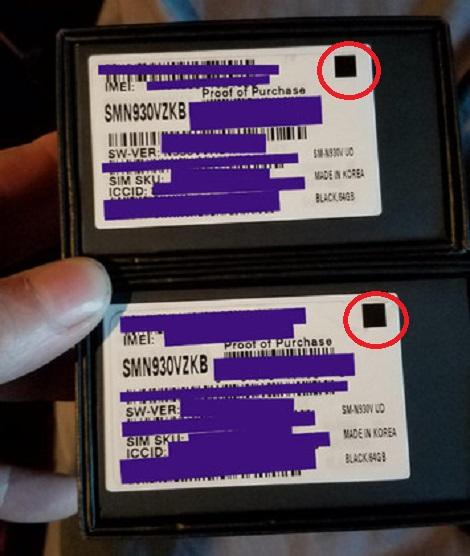 IMEI:
Proof of Purchase
SMN930VZKB
SW-VER:
SM-N930V UD
SIM SKU:
MADE IN KOREA
ICCID:
BLACK,64GB
IMEI:
Proof of Purchase
SMN930VZKB
SW-VER:
SM-N930V UD
SIM SKU:
MADE IN KOREA
ICCID:
BLACK,64GB